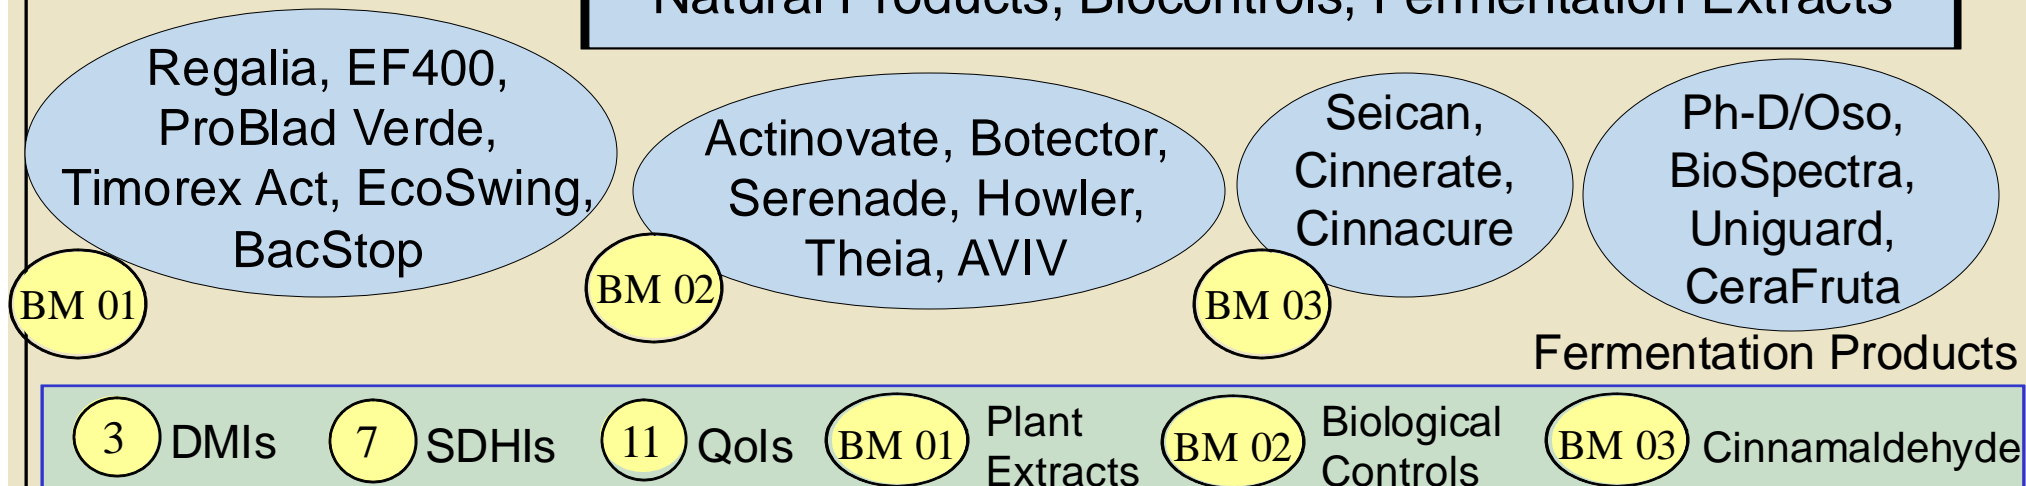 Natural Products, Biocontrols, Fermentation Extracts
Regalia, EF400,
ProBlad Verde,
Timorex Act, EcoSwing,
BacStop
BM 01
Actinovate, Botector,
Serenade, Howler,
Theia, AVIV
BM 02
Seican,
Cinnerate,
Cinnacure
BM 03
Ph-D/Oso,
BioSpectra,
Uniguard,
CeraFruta
Fermentation Products
3 DMIs
7 SDHIs
11 QoIs
BM 01 Plant
Extracts
BM 02 Biological
Controls
BM 03 Cinnamaldehyde